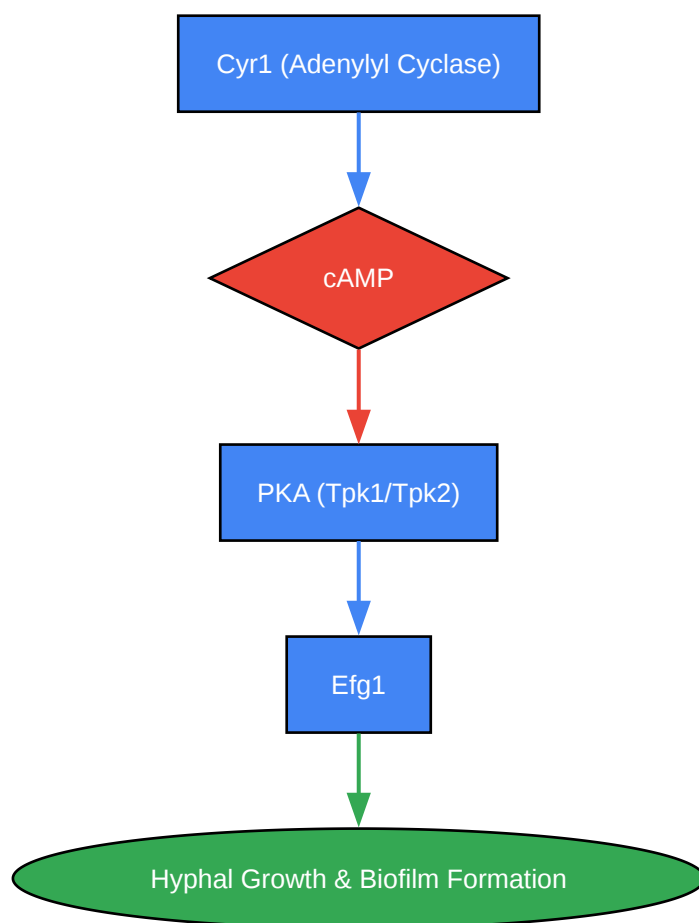 Cyr1 (Adenylyl Cyclase)
cAMP
PKA (Tpk1/Tpk2)
Efg1
Hyphal Growth & Biofilm Formation